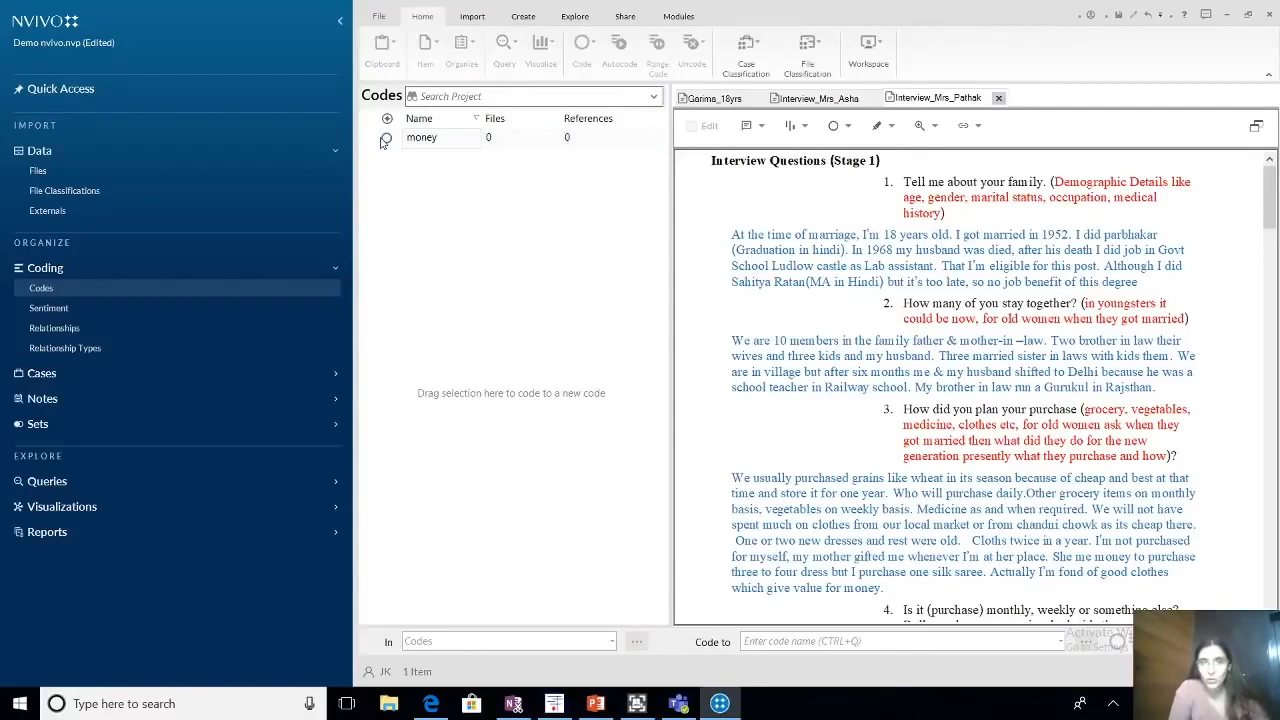 NVIVO
Demo nvivo.nvp (Edited)
Quick Access
IMPORT
Data
Files
File Classifications
Externals
ORGANIZE
Coding
Codes
Sentiment
Relationships
Relationship Types
Cases
Notes
Sets
EXPLORE
Queries
Visualizations
Reports
File Home Import Create Explore Share Modules
Clipboard Item Organize Query Visualize Code Autocode Range Code Uncode Case Classification File Classification Workspace
Codes Search Project
Name Files References
money 0 0
Drag selection here to code to a new code
Garima_18yrs Interview_Mrs_Asha Interview_Mrs_Pathak
Edit
Interview Questions (Stage 1)
1. Tell me about your family. (Demographic Details like
age, gender, marital status, occupation, medical
history)
At the time of marriage, I'm 18 years old. I got married in 1952. I did parbhakar
(Graduation in hindi). In 1968 my husband was died, after his death I did job in Govt
School Ludlow castle as Lab assistant. That I'm eligible for this post. Although I did
Sahitya Ratan(MA in Hindi) but it's too late, so no job benefit of this degree
2. How many of you stay together? (in youngsters it
could be now, for old women when they got married)
We are 10 members in the family father & mother-in –law. Two brother in law their
wives and three kids and my husband. Three married sister in laws with kids them. We
are in village but after six months me & my husband shifted to Delhi because he was a
school teacher in Railway school. My brother in law run a Gurukul in Rajsthan.
3. How did you plan your purchase (grocery, vegetables,
medicine, clothes etc, for old women ask when they
got married then what did they do for the new
generation presently what they purchase and how)?
We usually purchased grains like wheat in its season because of cheap and best at that
time and store it for one year. Who will purchase daily.Other grocery items on monthly
basis, vegetables on weekly basis. Medicine as and when required. We will not have
spent much on clothes from our local market or from chandni chowk as its cheap there.
One or two new dresses and rest were old. Cloths twice in a year. I'm not purchased
for myself, my mother gifted me whenever I'm at her place. She me money to purchase
three to four dress but I purchase one silk saree. Actually I'm fond of good clothes
which give value for money.
4. Is it (purchase) monthly, weekly or something else?
In Codes Code to Enter code name (CTRL+Q)
Activate
Go to Settings
JK 1 Item
Type here to search